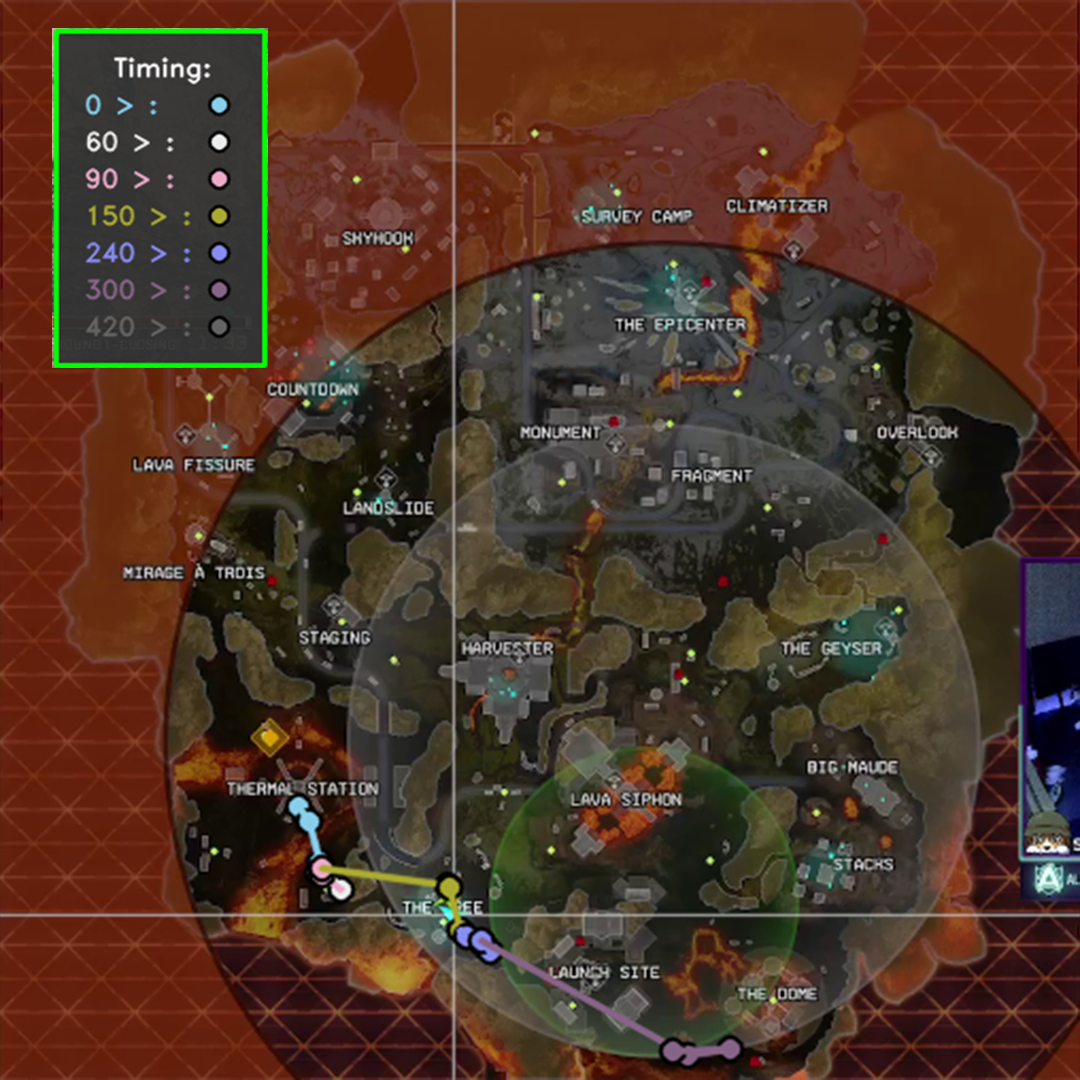 Timing:
0 > :
60 > :
90 > :
150 > :
240 > :
300 > :
420 > :
SURVEY CAMP
CLIMATIZER
SKYHOOK
THE EPICENTER
COUNTDOWN
MONUMENT
OVERLOOK
LAVA FISSURE
FRAGMENT
LANDSLIDE
MIRAGE A TROIS
STAGING
HARVESTER
THE GEYSER
BIG MAUDE
THERMAL STATION
LAVA SIPHON
STACKS
THE TREE
LAUNCH SITE
THE DOME